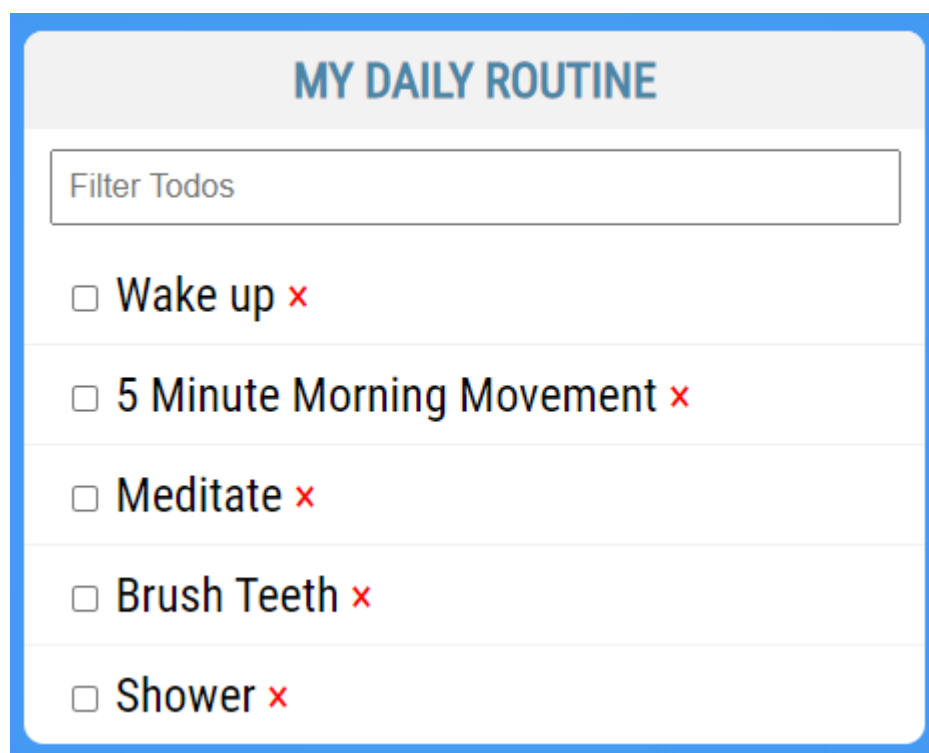 MY DAILY ROUTINE
Filter Todos
Wake up ×
5 Minute Morning Movement ×
Meditate ×
Brush Teeth ×
Shower ×